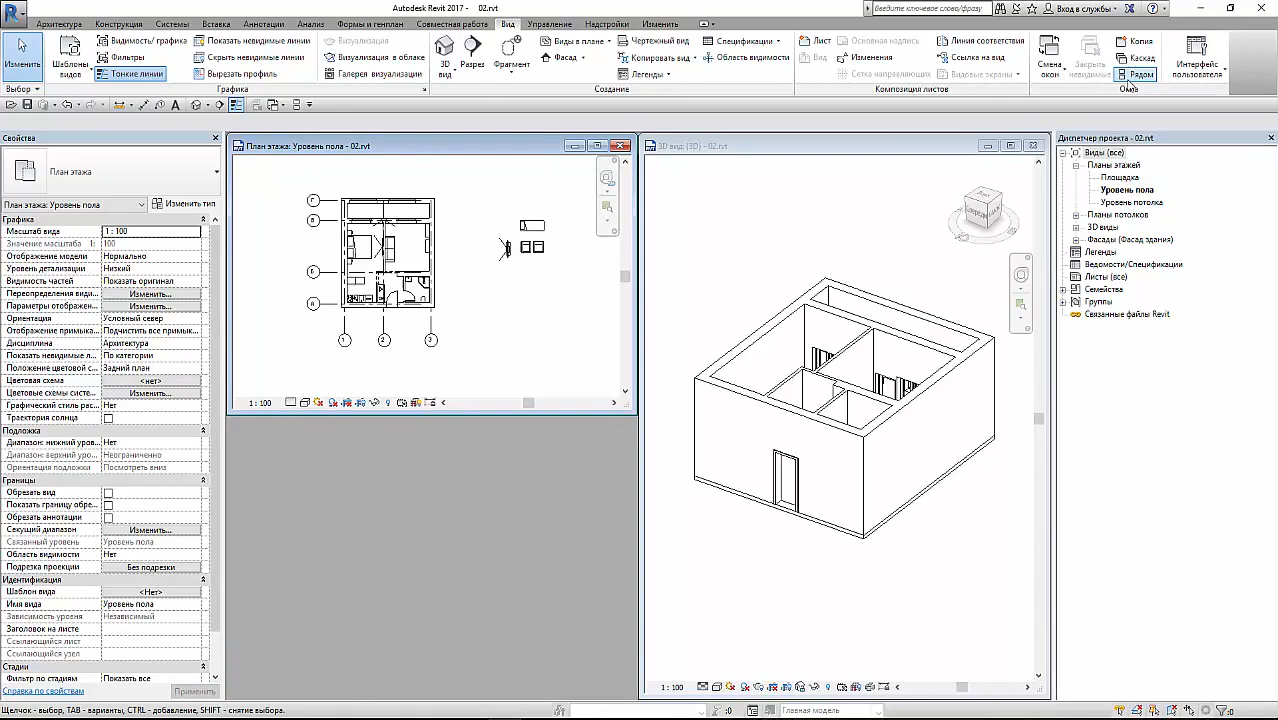 Autodesk Revit 2017 - 02.rvt
Введите ключевое слово/фразу
Вход в службы
Архитектура Конструкция Системы Вставка Аннотации Анализ Формы и генплан Совместная работа Вид Управление Надстройки Изменить
Изменить
Шаблоны видов
Видимость/ графика
Фильтры
Тонкие линии
Показать невидимые линии
Скрыть невидимые линии
Вырезать профиль
Визуализация
Визуализация в облаке
Галерея визуализации
3D вид
Разрез
Фрагмент
Виды в плане
Фасад
Чертежный вид
Копировать вид
Легенды
Спецификации
Область видимости
Лист
Вид
Основная надпись
Изменения
Сетка направляющих
Линия соответствия
Ссылка на вид
Видовые экраны
Смена окон
Закрыть невидимые
Копия
Каскад
Рядом
Интерфейс пользователя
Выбор
Графика
Создание
Композиция листов
Окна
Свойства
План этажа
План этажа: Уровень пола
Изменить тип
Графика
Масштаб вида 1 : 100
Значение масштаба 1: 100
Отображение модели Нормально
Уровень детализации Низкий
Видимость частей Показать оригинал
Переопределения види... Изменить...
Параметры отображен... Изменить...
Ориентация Условный север
Отображение примыка... Подчистить все примык...
Дисциплина Архитектура
Показать невидимые л... По категории
Положение цветовой с... Задний план
Цветовая схема <нет>
Цветовые схемы систе... Изменить...
Графический стиль рас... Нет
Траектория солнца
Подложка
Диапазон: нижний уров... Нет
Диапазон: верхний уро... Неограниченно
Ориентация подложки Посмотреть вниз
Границы
Обрезать вид
Показать границу обре...
Обрезать аннотации
Секущий диапазон Изменить...
Связанный уровень Уровень пола
Область видимости Нет
Подрезка проекции Без подрезки
Идентификация
Шаблон вида <Нет>
Имя вида Уровень пола
Зависимость уровня Независимый
Заголовок на листе
Ссылающийся лист
Ссылающийся узел
Стадии
Фильтр по стадиям Показать все
Справка по свойствам
Применить
План этажа: Уровень пола - 02.rvt
Г
В
Б
А
1 2 3
1 : 100
3D вид: {3D} - 02.rvt
Спереди
1 : 100
Диспетчер проекта - 02.rvt
Виды (все)
Планы этажей
Площадка
Уровень пола
Уровень потолка
Планы потолков
3D виды
Фасады (Фасад здания)
Легенды
Ведомости/Спецификации
Листы (все)
Семейства
Группы
Связанные файлы Revit
Щелчок - выбор, TAB - варианты, CTRL - добавление, SHIFT - снятие выбора.
:0
Главная модель
:0